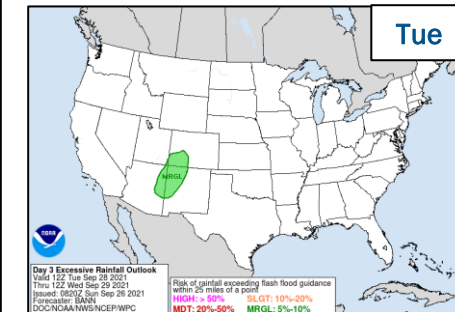 Tue
MRGL
NOAA
Day 3 Excessive Rainfall Outlook
Valid 12Z Tue Sep 28 2021
Thru 12Z Wed Sep 29 2021
Issued: 0820Z Sun Sep 26 2021
Forecaster: BANN
DOC/NOAA/NWS/NCEP/WPC
Risk of rainfall exceeding flash flood guidance
within 25 miles of a point
HIGH: > 50% SLGT: 10%-20%
MDT: 20%-50% MRGL: 5%-10%